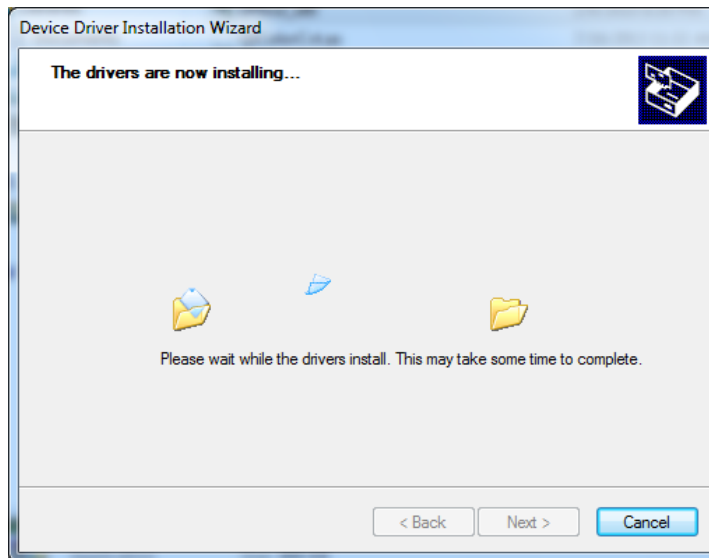 Device Driver Installation Wizard
The drivers are now installing...
Please wait while the drivers install. This may take some time to complete.
< Back Next > Cancel